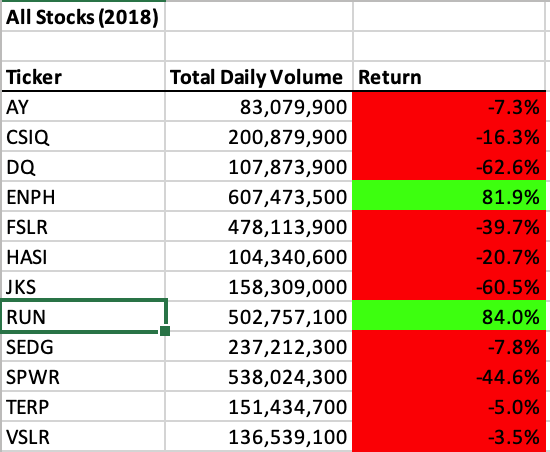 All Stocks (2018)
Ticker Total Daily Volume Return
AY 83,079,900 -7.3%
CSIQ 200,879,900 -16.3%
DQ 107,873,900 -62.6%
ENPH 607,473,500 81.9%
FSLR 478,113,900 -39.7%
HASI 104,340,600 -20.7%
JKS 158,309,000 -60.5%
RUN 502,757,100 84.0%
SEDG 237,212,300 -7.8%
SPWR 538,024,300 -44.6%
TERP 151,434,700 -5.0%
VSLR 136,539,100 -3.5%